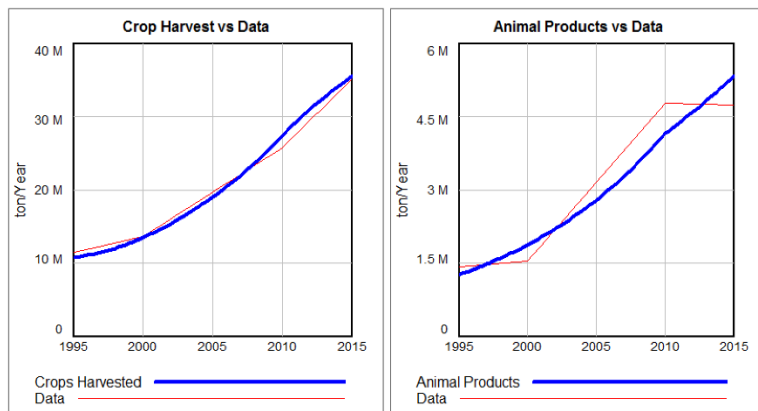 Crop Harvest vs Data
40 M
30 M
20 M
10 M
0
ton/Year
1995 2000 2005 2010 2015
Crops Harvested
Data
Animal Products vs Data
6 M
4.5 M
3 M
1.5 M
0
ton/Year
1995 2000 2005 2010 2015
Animal Products
Data